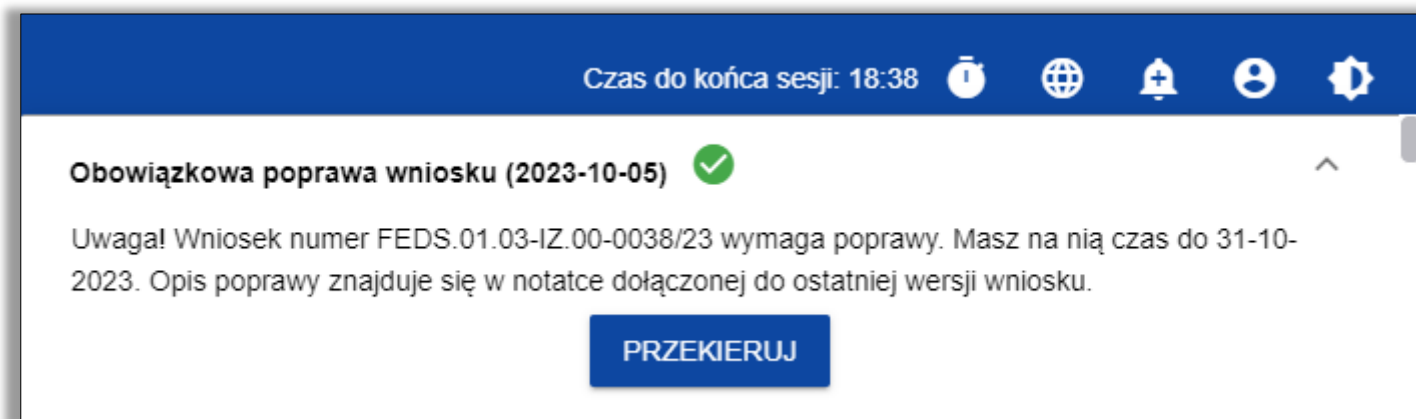 Czas do końca sesji: 18:38
Obowiązkowa poprawa wniosku (2023-10-05)
Uwaga! Wniosek numer FEDS.01.03-IZ.00-0038/23 wymaga poprawy. Masz na nią czas do 31-10-
2023. Opis poprawy znajduje się w notatce dołączonej do ostatniej wersji wniosku.
PRZEKIERUJ